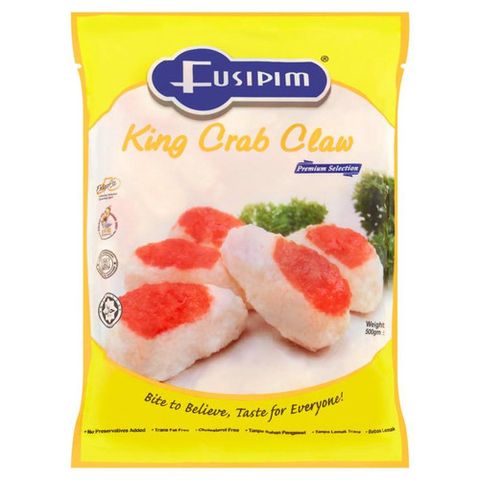 FUSIPIM ®
King Crab Claw
Premium Selection
Weight
500gm ±
Bite to Believe, Taste for Everyone!
• No Preservatives Added • Trans Fat Free • Cholesterol Free • Tanpa Bahan Pengawet • Tanpa Lemak Trans • Bebas Lemak